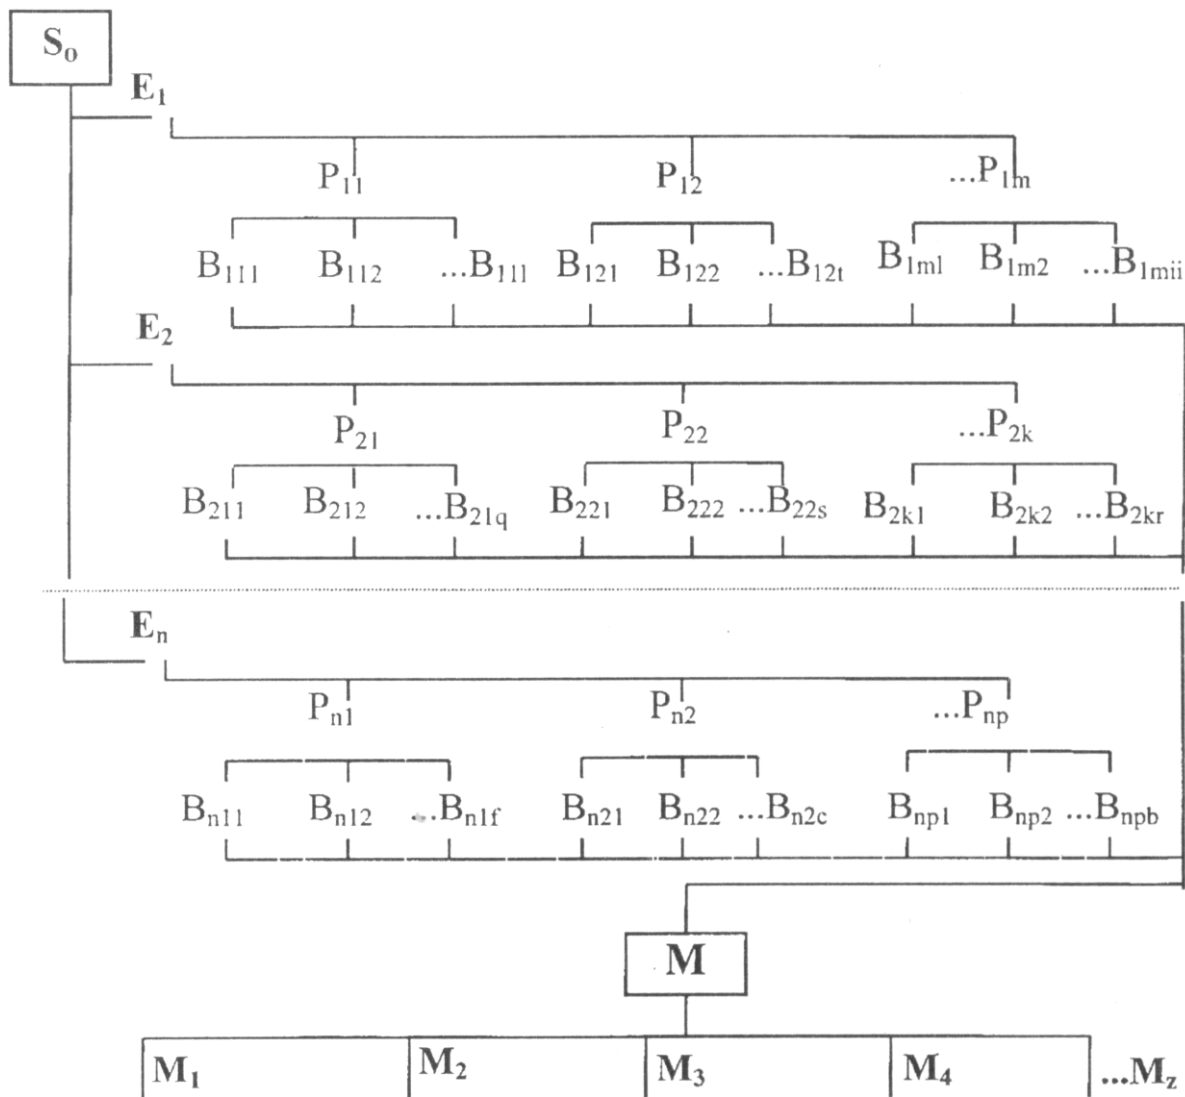 S₀
E₁
P₁₁ P₁₂ ...P₁ₘ
B₁₁₁ B₁₁₂ ...B₁₁ₗ B₁₂₁ B₁₂₂ ...B₁₂ₜ B₁ₘ₁ B₁ₘ₂ ...B₁ₘᵢᵢ
E₂
P₂₁ P₂₂ ...P₂ₖ
B₂₁₁ B₂₁₂ ...B₂₁q B₂₂₁ B₂₂₂ ...B₂₂ₛ B₂ₖ₁ B₂ₖ₂ ...B₂ₖᵣ
Eₙ
Pₙ₁ Pₙ₂ ...Pₙₚ
Bₙ₁₁ Bₙ₁₂ ...Bₙ₁f Bₙ₂₁ Bₙ₂₂ ...Bₙ₂c Bₙₚ₁ Bₙₚ₂ ...Bₙₚb
M
M₁ M₂ M₃ M₄ ...M_z